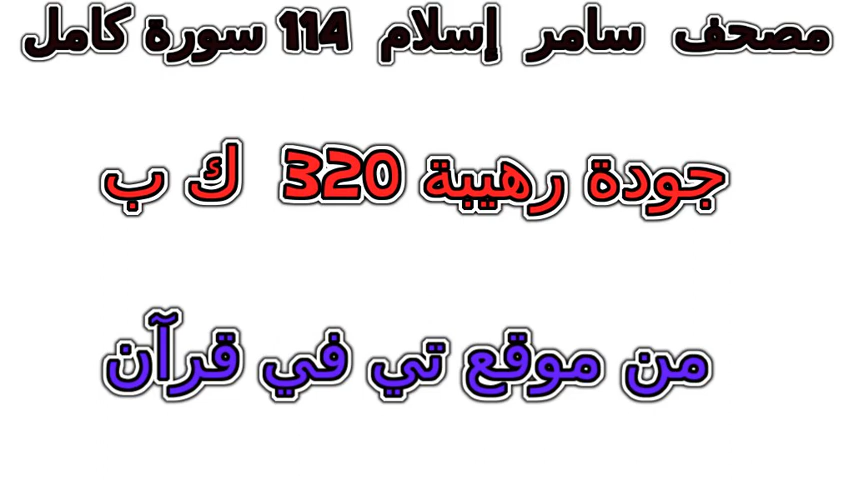 مصحف سامر إسلام 114 سورة كامل
جودة رهيبة 320 ك ب
من موقع تي في قرآن